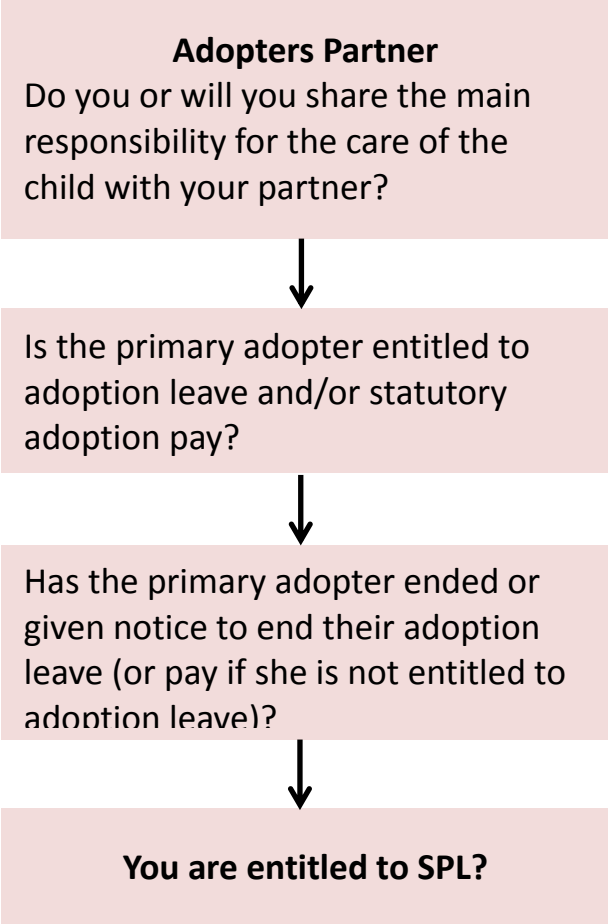 Adopters Partner
Do you or will you share the main
responsibility for the care of the
child with your partner?
Is the primary adopter entitled to
adoption leave and/or statutory
adoption pay?
Has the primary adopter ended or
given notice to end their adoption
leave (or pay if she is not entitled to
adoption leave)?
You are entitled to SPL?